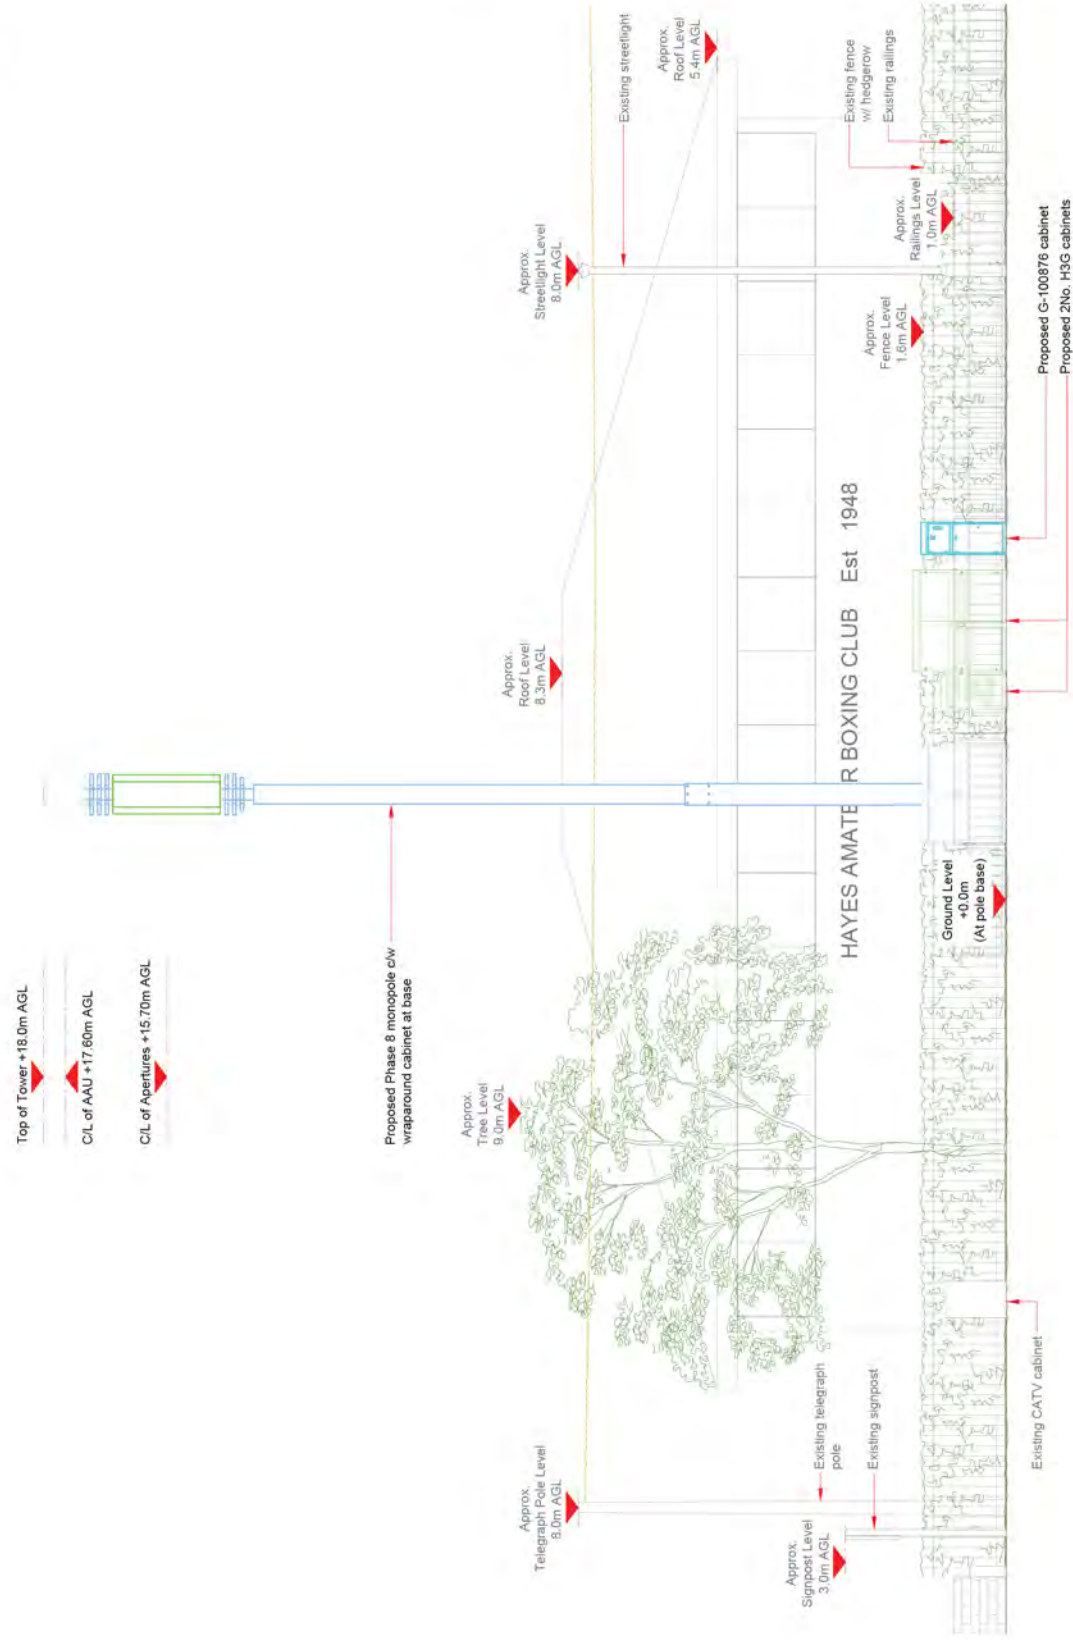 Top of Tower +18.0m AGL
C/L of AAU +17.60m AGL
C/L of Apertures +15.70m AGL
Proposed Phase 8 monopole c/w
wraparound cabinet at base
Approx.
Tree Level
9.0m AGL
Approx.
Telegraph Pole Level
8.0m AGL
Approx.
Roof Level
8.3m AGL
Approx.
Streetlight Level
8.0m AGL
Existing streetlight
Approx.
Roof Level
5.4m AGL
Existing telegraph
pole
Approx.
Signpost Level
3.0m AGL
Existing signpost
HAYES AMATE R BOXING CLUB Est 1948
Existing fence
w/ hedgerow
Existing railings
Approx.
Fence Level
1.6m AGL
Approx.
Railings Level
1.0m AGL
Ground Level
+0.0m
(At pole base)
Existing CATV cabinet
Proposed G-100876 cabinet
Proposed 2No. H3G cabinets